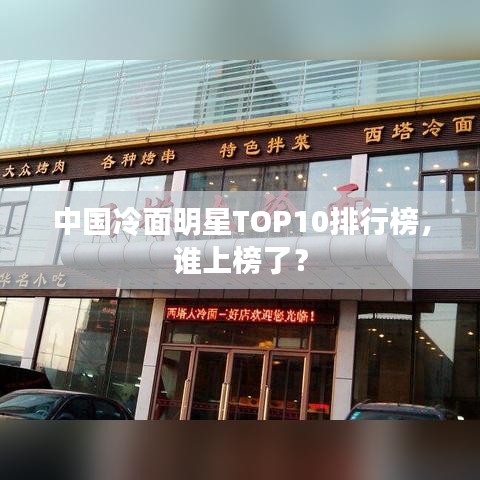 大众烤肉 各种烤串 特色拌菜 西塔冷面
中国冷面明星TOP10排行榜，
谁上榜了？
华名小吃
西塔大冷面一好店欢迎您光临！